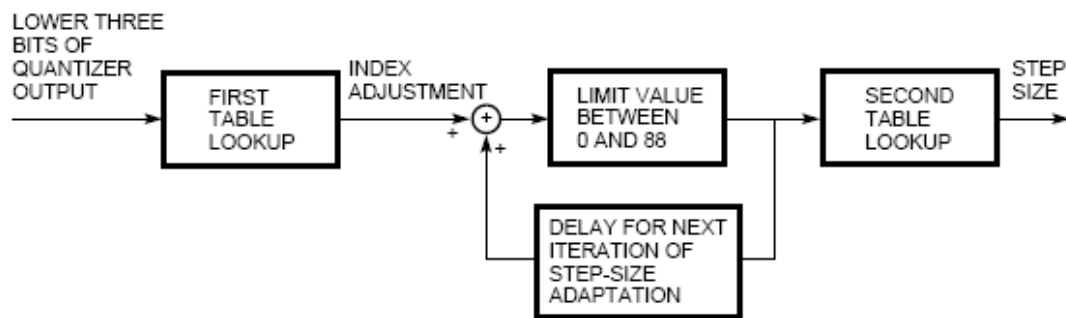 LOWER THREE
BITS OF
QUANTIZER
OUTPUT
FIRST
TABLE
LOOKUP
INDEX
ADJUSTMENT
+
+
+
LIMIT VALUE
BETWEEN
0 AND 88
SECOND
TABLE
LOOKUP
STEP
SIZE
DELAY FOR NEXT
ITERATION OF
STEP-SIZE
ADAPTATION